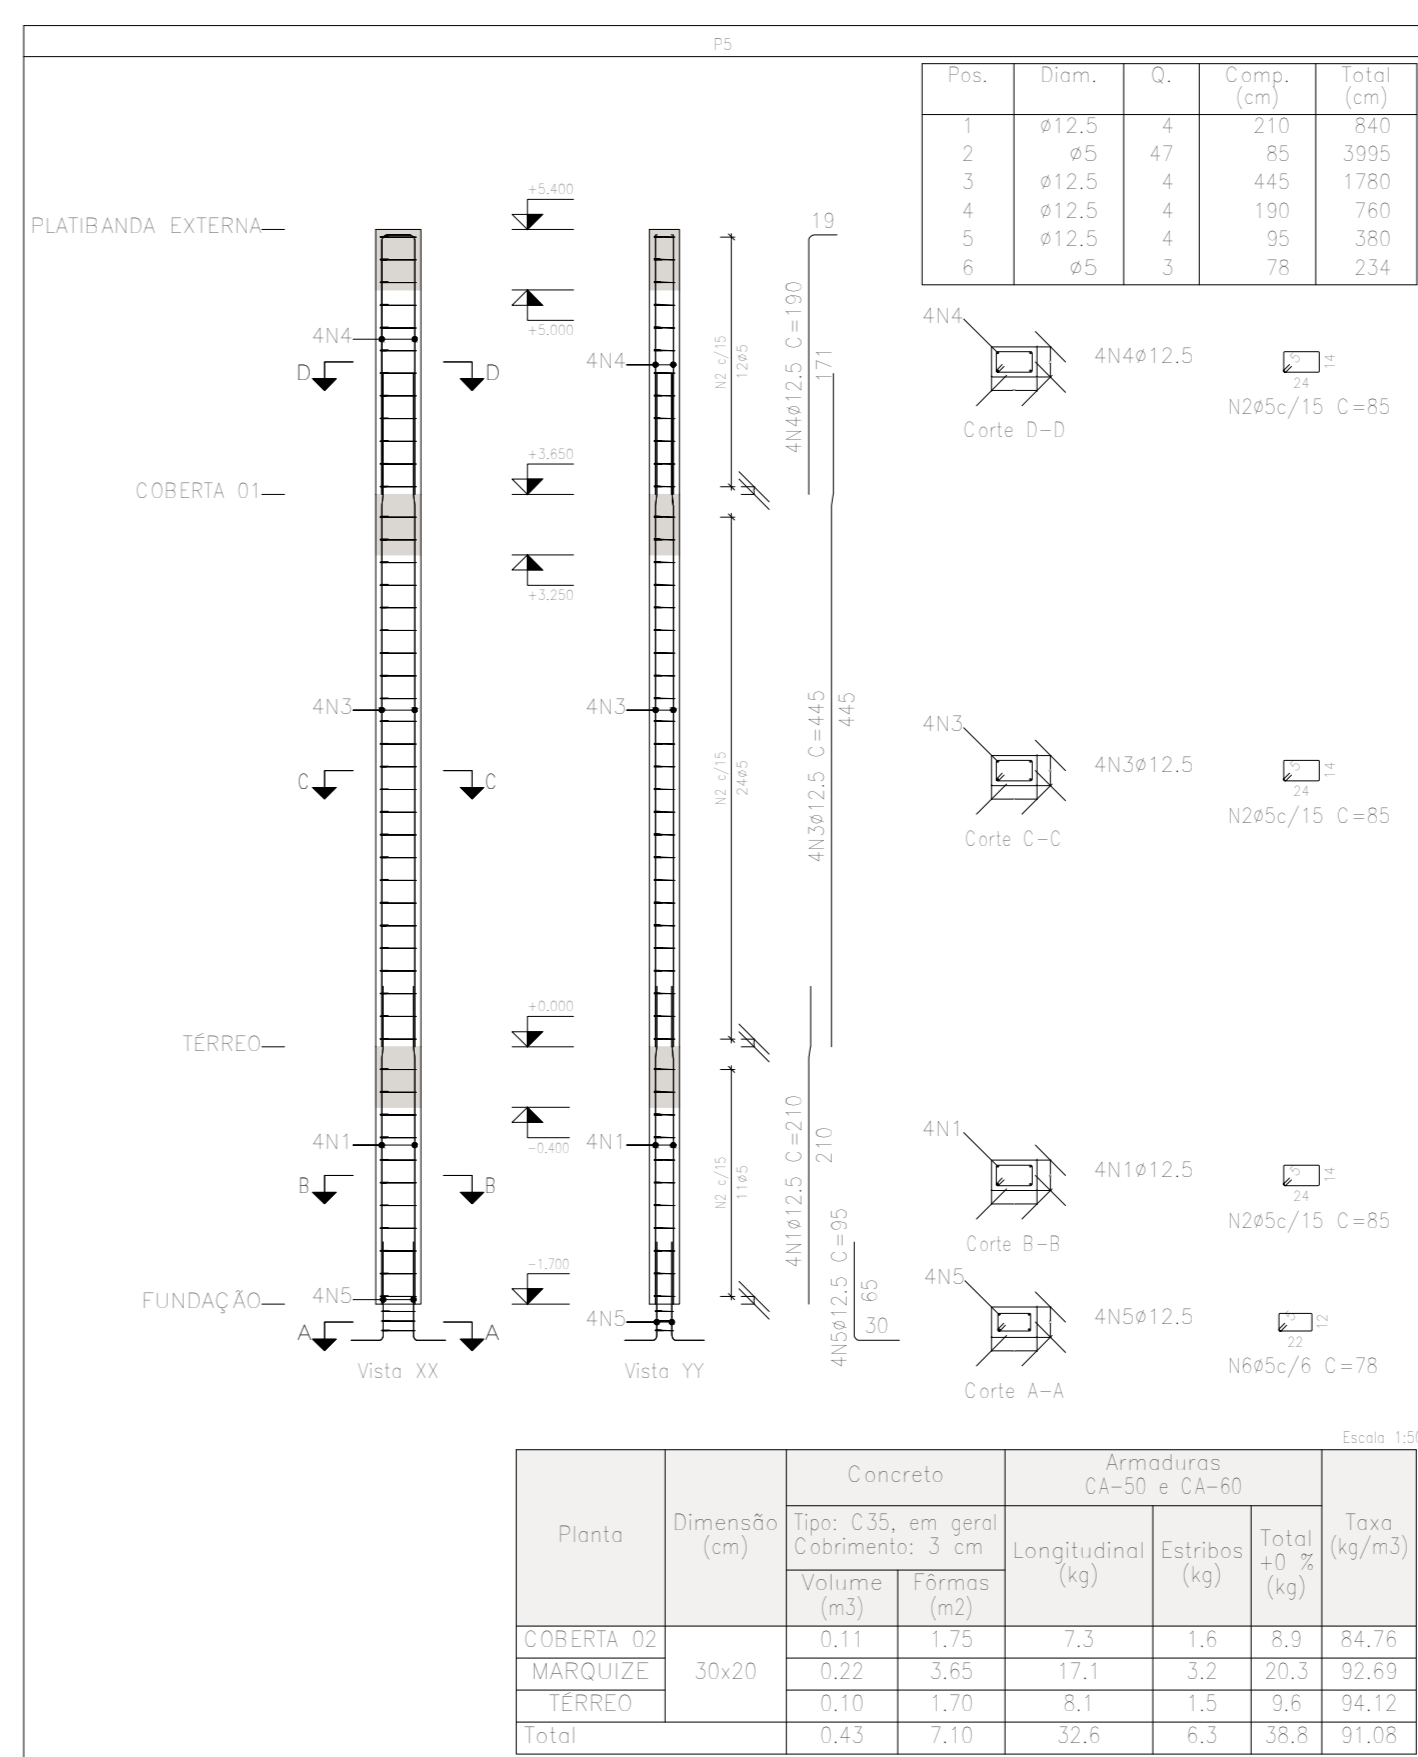 P5
Pos. Diam. Q. Comp. (cm) Total (cm)
1 ø12.5 4 210 840
2 ø5 47 85 3995
3 ø12.5 4 445 1780
4 ø12.5 4 190 760
5 ø12.5 4 95 380
6 ø5 3 78 234
PLATIBANDA EXTERNA
+5.400
19
+5.000
4N4
4N4
D D
N2 c/15
12ø5
4N4ø12.5 C=190
171
4N4
4N4ø12.5
Corte D-D
5
14
24
N2ø5c/15 C=85
COBERTA 01
+3.650
+3.250
4N3
4N3
C C
N2 c/15
24ø5
4N3ø12.5 C=445
445
4N3
4N3ø12.5
Corte C-C
5
14
24
N2ø5c/15 C=85
TÉRREO
+0.000
-0.400
4N1
4N1
B B
N2 c/15
11ø5
4N1ø12.5 C=210
210
4N1
4N1ø12.5
Corte B-B
5
14
24
N2ø5c/15 C=85
FUNDAÇÃO
-1.700
4N5
4N5
A A
4N5ø12.5 C=95
65
30
4N5
4N5ø12.5
Corte A-A
5
12
22
N6ø5c/6 C=78
Vista XX
Vista YY
Escala 1:50
Planta
Dimensão (cm)
Concreto
Tipo: C35, em geral
Cobrimento: 3 cm
Volume (m3)
Fôrmas (m2)
Armaduras
CA-50 e CA-60
Longitudinal (kg)
Estribos (kg)
Total +0 % (kg)
Taxa (kg/m3)
COBERTA 02 0.11 1.75 7.3 1.6 8.9 84.76
MARQUIZE 30x20 0.22 3.65 17.1 3.2 20.3 92.69
TÉRREO 0.10 1.70 8.1 1.5 9.6 94.12
Total 0.43 7.10 32.6 6.3 38.8 91.08